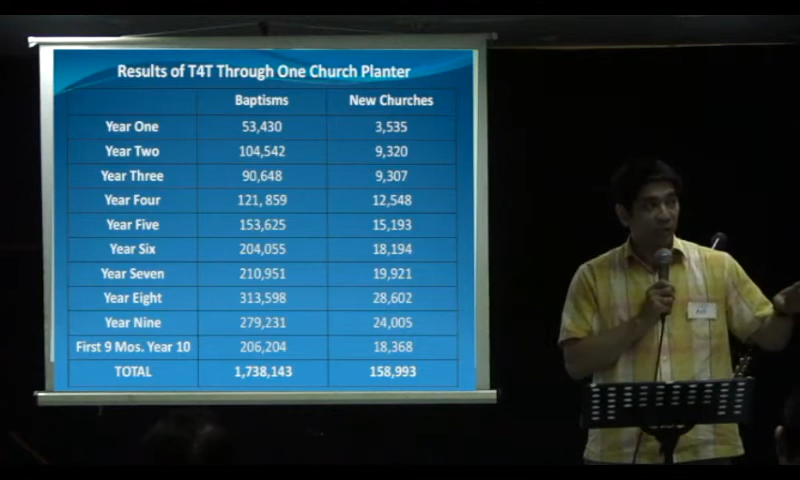 Results of T4T Through One Church Planter
Baptisms New Churches
Year One 53,430 3,535
Year Two 104,542 9,320
Year Three 90,648 9,307
Year Four 121, 859 12,548
Year Five 153,625 15,193
Year Six 204,055 18,194
Year Seven 210,951 19,921
Year Eight 313,598 28,602
Year Nine 279,231 24,005
First 9 Mos. Year 10 206,204 18,368
TOTAL 1,738,143 158,993